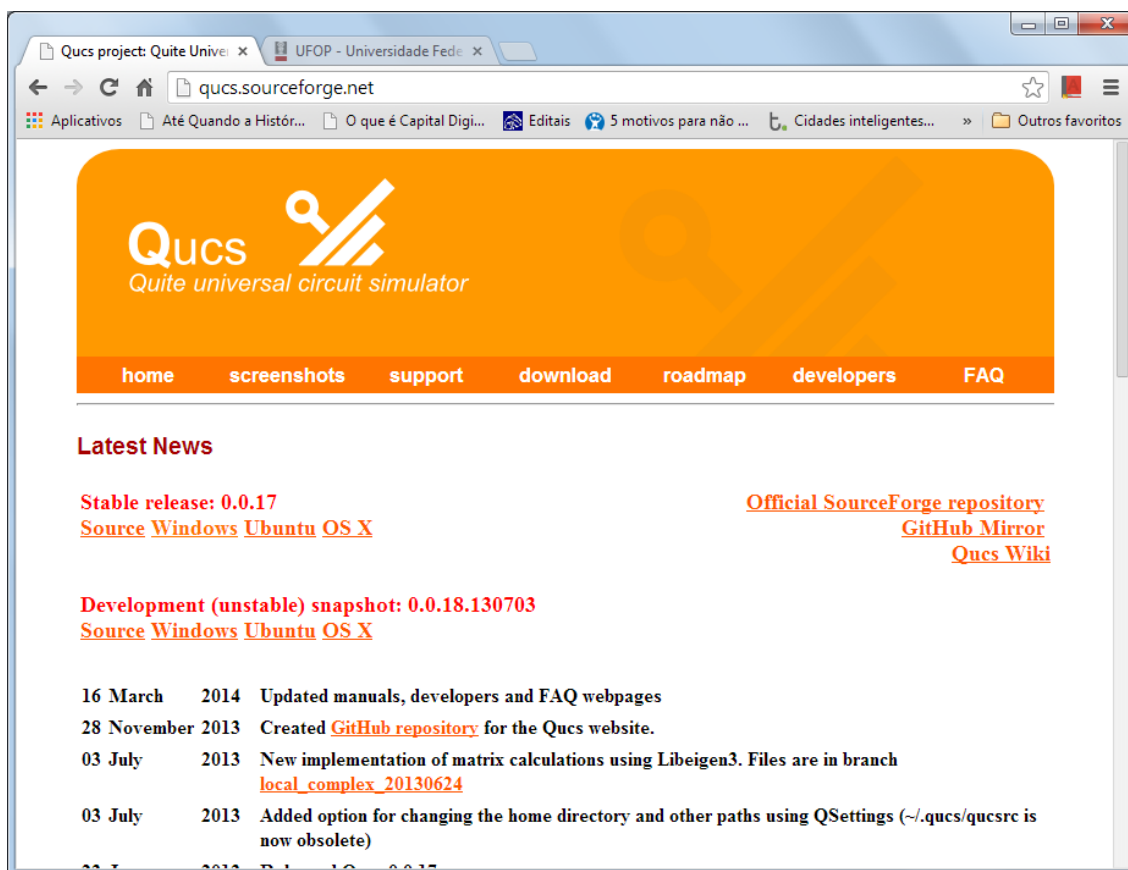 Qucs project: Quite Univer
UFOP - Universidade Fede
qucs.sourceforge.net
Aplicativos Até Quando a Histór... O que é Capital Digi... Editais 5 motivos para não ... Cidades inteligentes... » Outros favoritos
Qucs
Quite universal circuit simulator
home screenshots support download roadmap developers FAQ
Latest News
Stable release: 0.0.17
Source Windows Ubuntu OS X
Official SourceForge repository
GitHub Mirror
Qucs Wiki
Development (unstable) snapshot: 0.0.18.130703
Source Windows Ubuntu OS X
16 March 2014 Updated manuals, developers and FAQ webpages
28 November 2013 Created GitHub repository for the Qucs website.
03 July 2013 New implementation of matrix calculations using Libeigen3. Files are in branch
local_complex_20130624
03 July 2013 Added option for changing the home directory and other paths using QSettings (~/.qucs/qucsrc is
now obsolete)